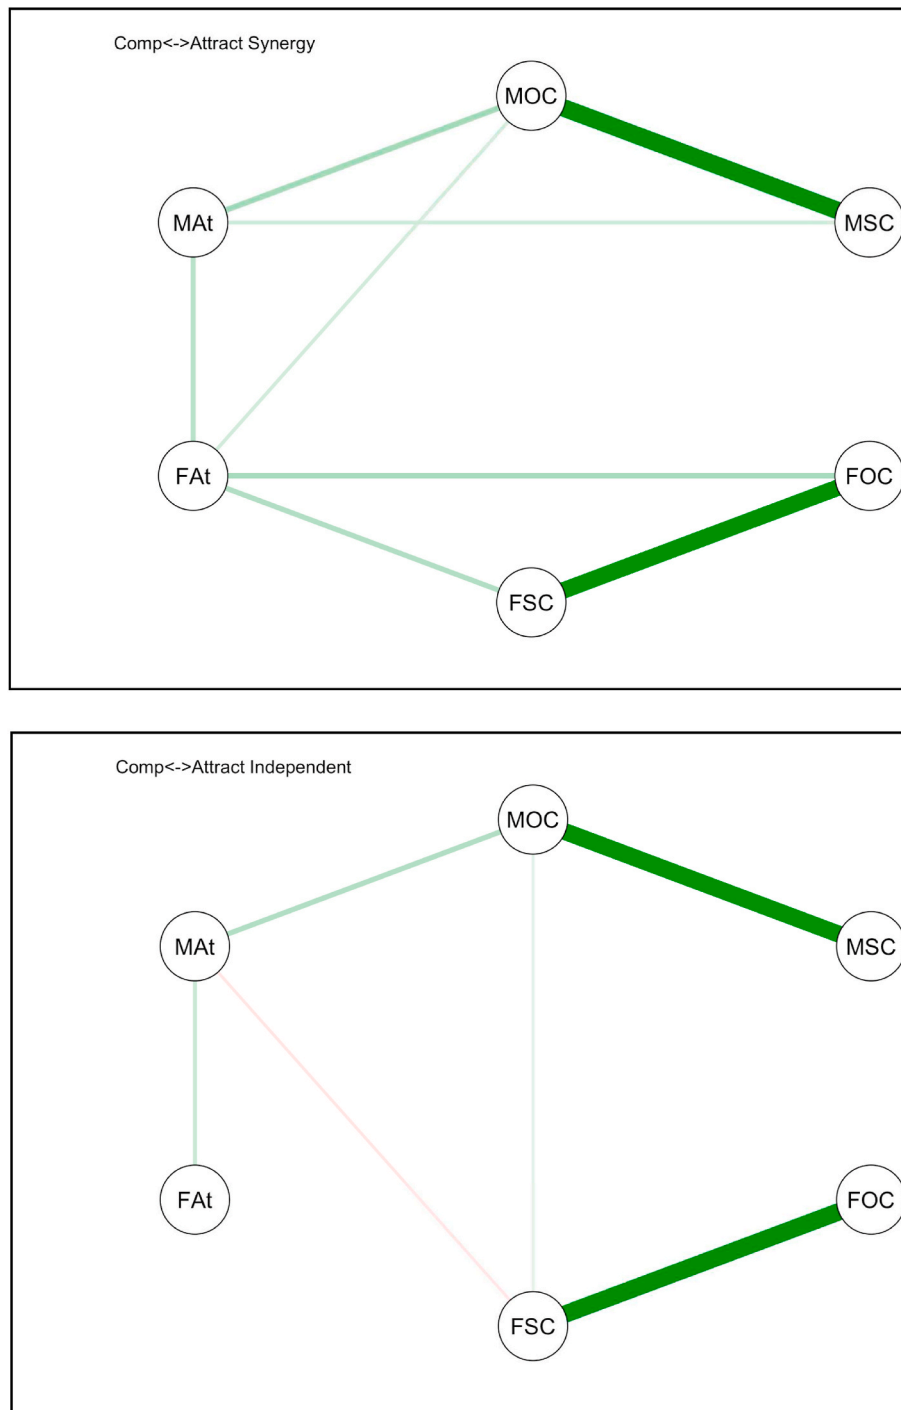 Comp<->Attract Synergy
MOC
MAt
MSC
FAt
FOC
FSC
Comp<->Attract Independent
MOC
MAt
MSC
FAt
FOC
FSC